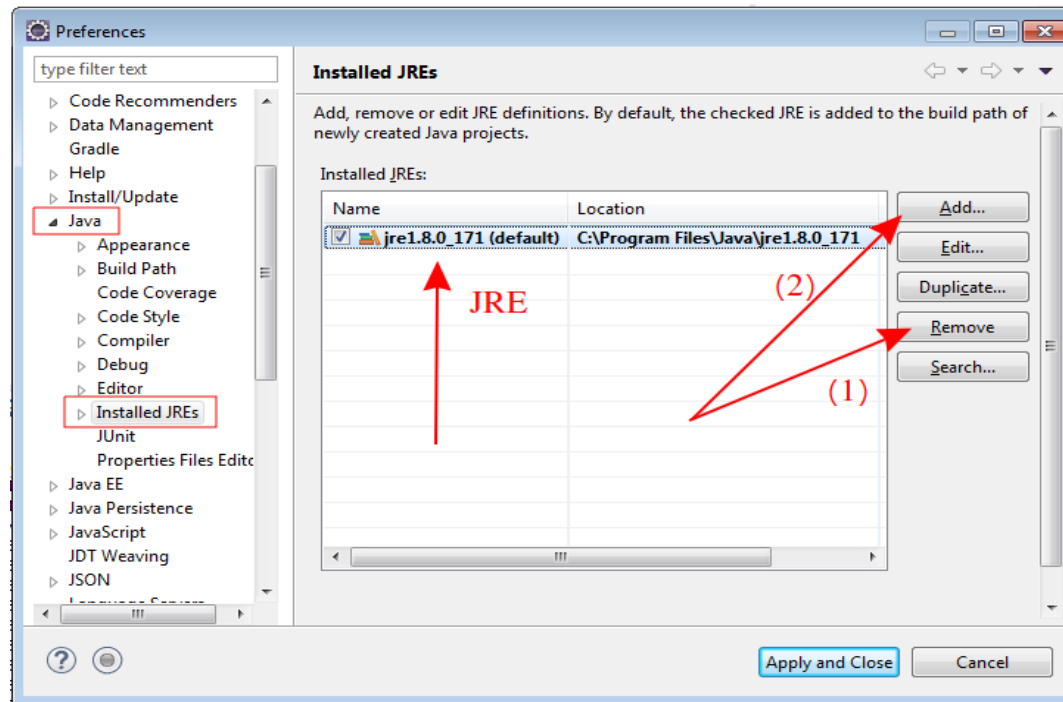 Preferences
type filter text
Code Recommenders
Data Management
Gradle
Help
Install/Update
Java
Appearance
Build Path
Code Coverage
Code Style
Compiler
Debug
Editor
Installed JREs
JUnit
Properties Files Edito
Java EE
Java Persistence
JavaScript
JDT Weaving
JSON
Installed JREs
Add, remove or edit JRE definitions. By default, the checked JRE is added to the build path of
newly created Java projects.
Installed JREs:
Name Location
jre1.8.0_171 (default) C:\Program Files\Java\jre1.8.0_171
JRE
(2)
(1)
Add...
Edit...
Duplicate...
Remove
Search...
Apply and Close Cancel